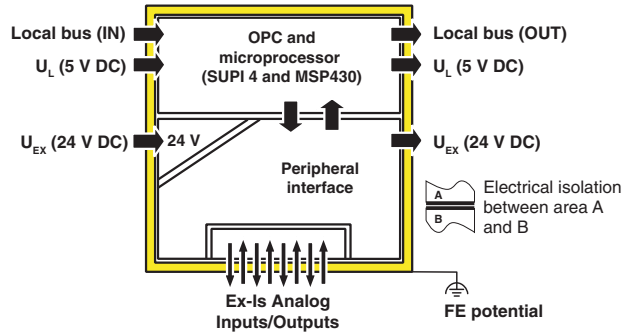 Local bus (IN)
OPC and
microprocessor
(SUPI 4 and MSP430)
Local bus (OUT)
UL (5 V DC)
UL (5 V DC)
UEX (24 V DC)
24 V
UEX (24 V DC)
Peripheral
interface
A
B
Electrical isolation
between area A
and B
Ex-Is Analog
Inputs/Outputs
FE potential